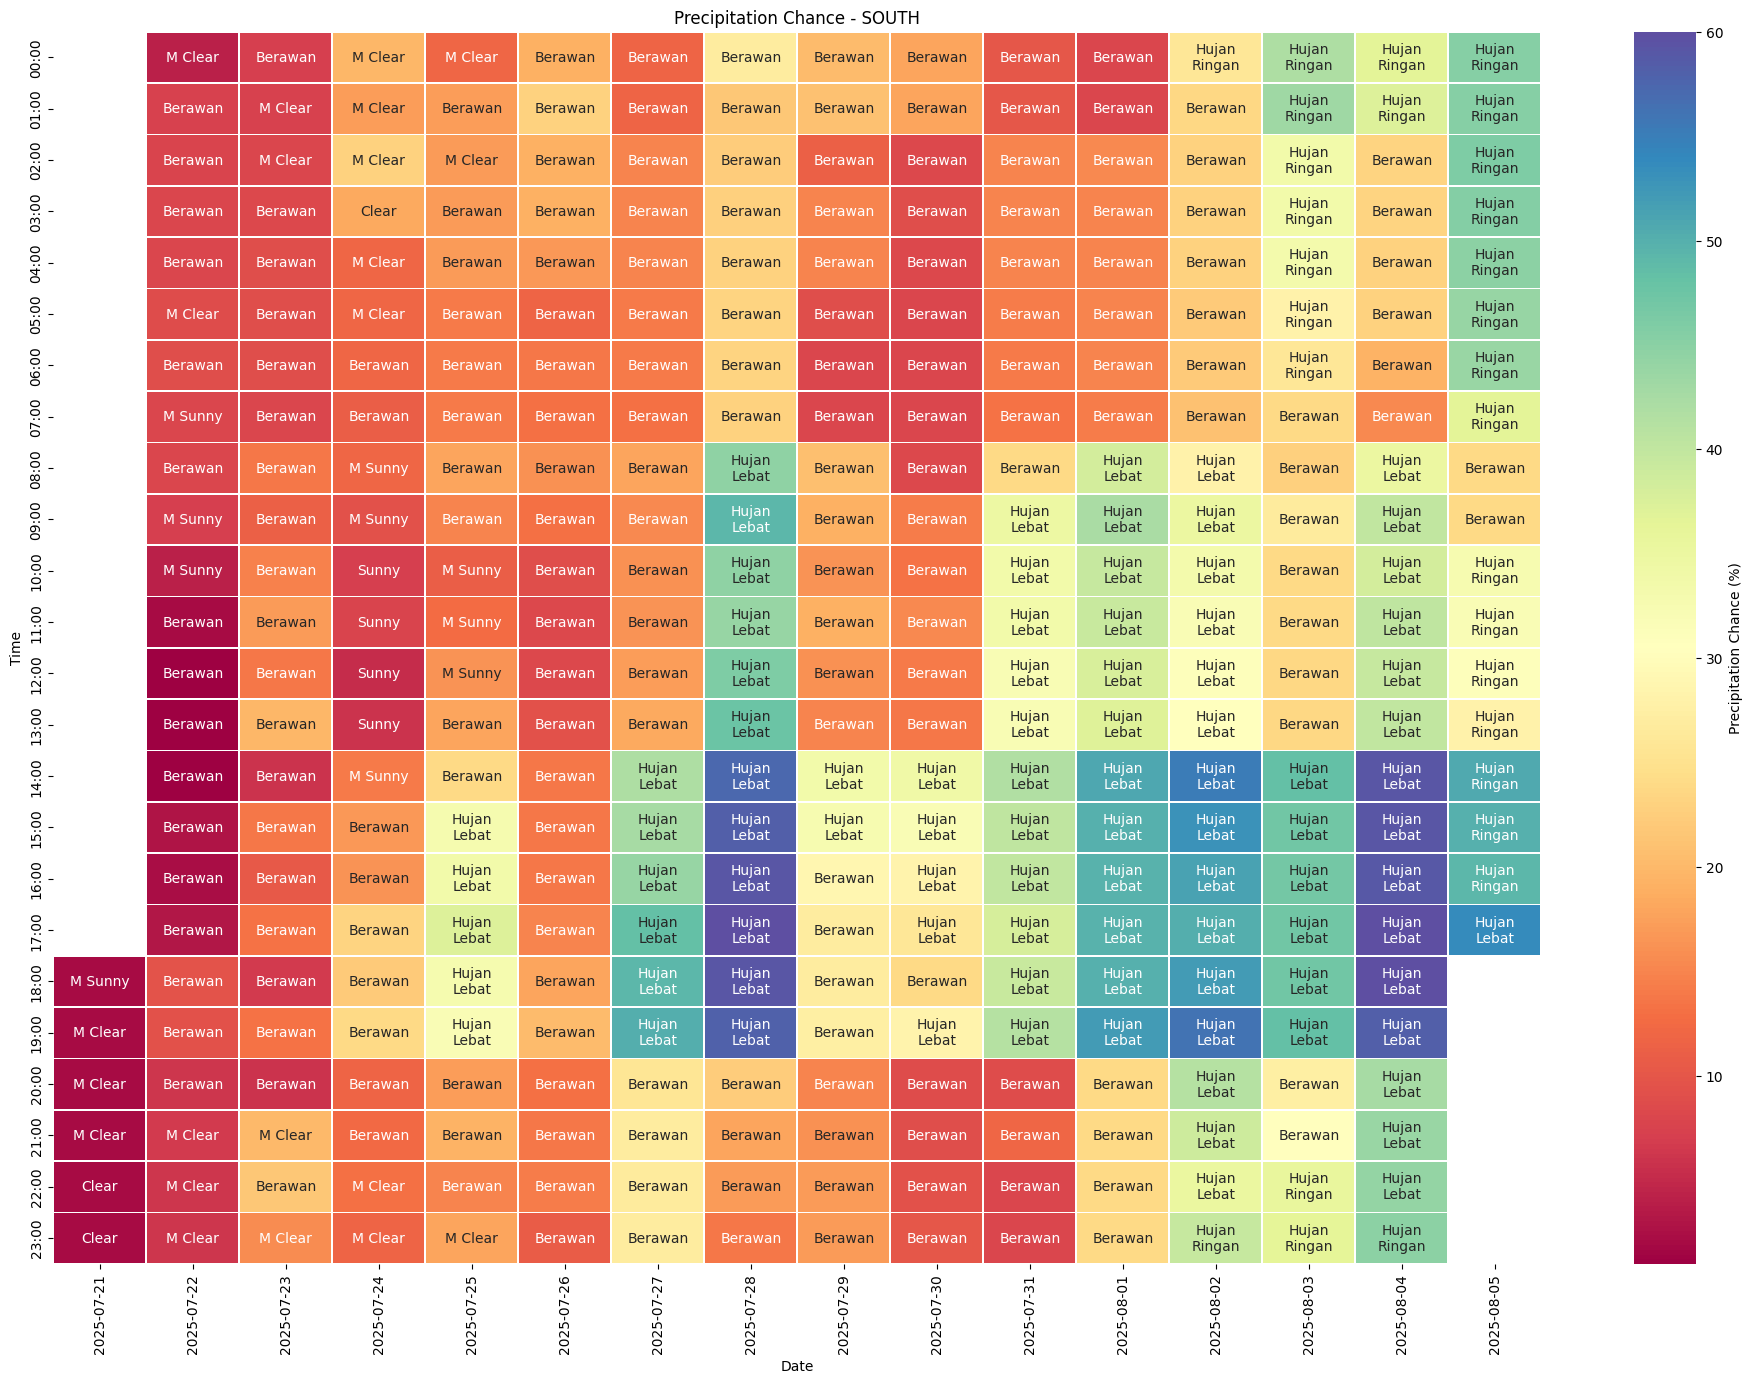 Precipitation Chance - SOUTH
00:00 M Clear Berawan M Clear M Clear Berawan Berawan Berawan Berawan Berawan Berawan Berawan Hujan Ringan Hujan Ringan Hujan Ringan Hujan Ringan
01:00 Berawan M Clear M Clear Berawan Berawan Berawan Berawan Berawan Berawan Berawan Berawan Berawan Hujan Ringan Hujan Ringan Hujan Ringan
02:00 Berawan M Clear M Clear M Clear Berawan Berawan Berawan Berawan Berawan Berawan Berawan Berawan Hujan Ringan Berawan Hujan Ringan
03:00 Berawan Berawan Clear Berawan Berawan Berawan Berawan Berawan Berawan Berawan Berawan Berawan Hujan Ringan Berawan Hujan Ringan
04:00 Berawan Berawan M Clear Berawan Berawan Berawan Berawan Berawan Berawan Berawan Berawan Berawan Hujan Ringan Berawan Hujan Ringan
05:00 M Clear Berawan M Clear Berawan Berawan Berawan Berawan Berawan Berawan Berawan Berawan Berawan Hujan Ringan Berawan Hujan Ringan
06:00 Berawan Berawan Berawan Berawan Berawan Berawan Berawan Berawan Berawan Berawan Berawan Berawan Hujan Ringan Berawan Hujan Ringan
07:00 M Sunny Berawan Berawan Berawan Berawan Berawan Berawan Berawan Berawan Berawan Berawan Berawan Berawan Berawan Hujan Ringan
08:00 Berawan Berawan M Sunny Berawan Berawan Berawan Hujan Lebat Berawan Berawan Berawan Hujan Lebat Hujan Lebat Berawan Hujan Lebat Berawan
09:00 M Sunny Berawan M Sunny Berawan Berawan Berawan Hujan Lebat Berawan Berawan Hujan Lebat Hujan Lebat Hujan Lebat Berawan Hujan Lebat Berawan
10:00 M Sunny Berawan Sunny M Sunny Berawan Berawan Hujan Lebat Berawan Berawan Hujan Lebat Hujan Lebat Hujan Lebat Berawan Hujan Lebat Hujan Ringan
11:00 Berawan Berawan Sunny M Sunny Berawan Berawan Hujan Lebat Berawan Berawan Hujan Lebat Hujan Lebat Hujan Lebat Berawan Hujan Lebat Hujan Ringan
12:00 Berawan Berawan Sunny M Sunny Berawan Berawan Hujan Lebat Berawan Berawan Hujan Lebat Hujan Lebat Hujan Lebat Berawan Hujan Lebat Hujan Ringan
13:00 Berawan Berawan Sunny Berawan Berawan Berawan Hujan Lebat Berawan Berawan Hujan Lebat Hujan Lebat Hujan Lebat Berawan Hujan Lebat Hujan Ringan
14:00 Berawan Berawan M Sunny Berawan Berawan Hujan Lebat Hujan Lebat Hujan Lebat Hujan Lebat Hujan Lebat Hujan Lebat Hujan Lebat Hujan Lebat Hujan Lebat Hujan Ringan
15:00 Berawan Berawan Berawan Hujan Lebat Berawan Hujan Lebat Hujan Lebat Hujan Lebat Hujan Lebat Hujan Lebat Hujan Lebat Hujan Lebat Hujan Lebat Hujan Lebat Hujan Ringan
16:00 Berawan Berawan Berawan Hujan Lebat Berawan Hujan Lebat Hujan Lebat Berawan Hujan Lebat Hujan Lebat Hujan Lebat Hujan Lebat Hujan Lebat Hujan Lebat Hujan Ringan
17:00 Berawan Berawan Berawan Hujan Lebat Berawan Hujan Lebat Hujan Lebat Berawan Hujan Lebat Hujan Lebat Hujan Lebat Hujan Lebat Hujan Lebat Hujan Lebat Hujan Lebat
18:00 M Sunny Berawan Berawan Berawan Hujan Lebat Berawan Hujan Lebat Hujan Lebat Berawan Berawan Hujan Lebat Hujan Lebat Hujan Lebat Hujan Lebat Hujan Lebat
19:00 M Clear Berawan Berawan Berawan Hujan Lebat Berawan Hujan Lebat Hujan Lebat Berawan Hujan Lebat Hujan Lebat Hujan Lebat Hujan Lebat Hujan Lebat Hujan Lebat
20:00 M Clear Berawan Berawan Berawan Berawan Berawan Berawan Berawan Berawan Berawan Berawan Berawan Hujan Lebat Berawan Hujan Lebat
21:00 M Clear M Clear M Clear Berawan Berawan Berawan Berawan Berawan Berawan Berawan Berawan Berawan Hujan Lebat Berawan Hujan Lebat
22:00 Clear M Clear Berawan M Clear Berawan Berawan Berawan Berawan Berawan Berawan Berawan Berawan Hujan Lebat Hujan Ringan Hujan Lebat
23:00 Clear M Clear M Clear M Clear M Clear Berawan Berawan Berawan Berawan Berawan Berawan Berawan Hujan Ringan Hujan Ringan Hujan Ringan
2025-07-21 2025-07-22 2025-07-23 2025-07-24 2025-07-25 2025-07-26 2025-07-27 2025-07-28 2025-07-29 2025-07-30 2025-07-31 2025-08-01 2025-08-02 2025-08-03 2025-08-04 2025-08-05
Time
Date
60
50
40
30
20
10
Precipitation Chance (%)